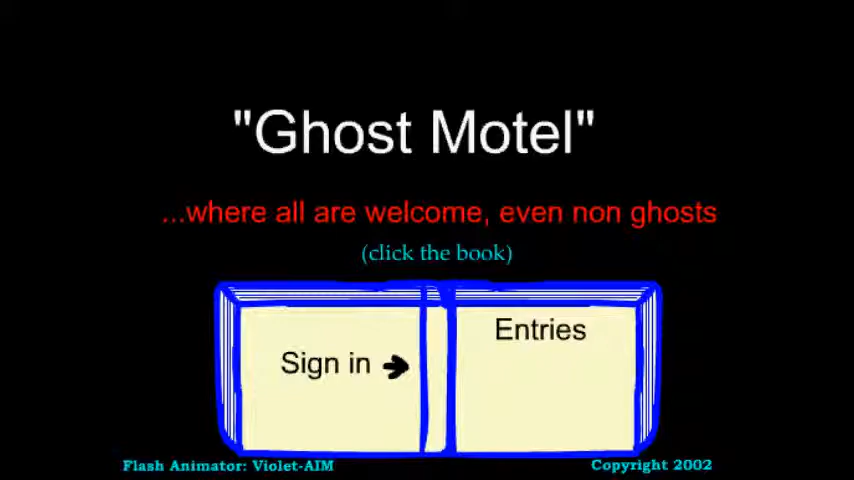 "Ghost Motel"
...where all are welcome, even non ghosts
(click the book)
Entries
Sign in
Flash Animator: Violet-AIM
Copyright 2002